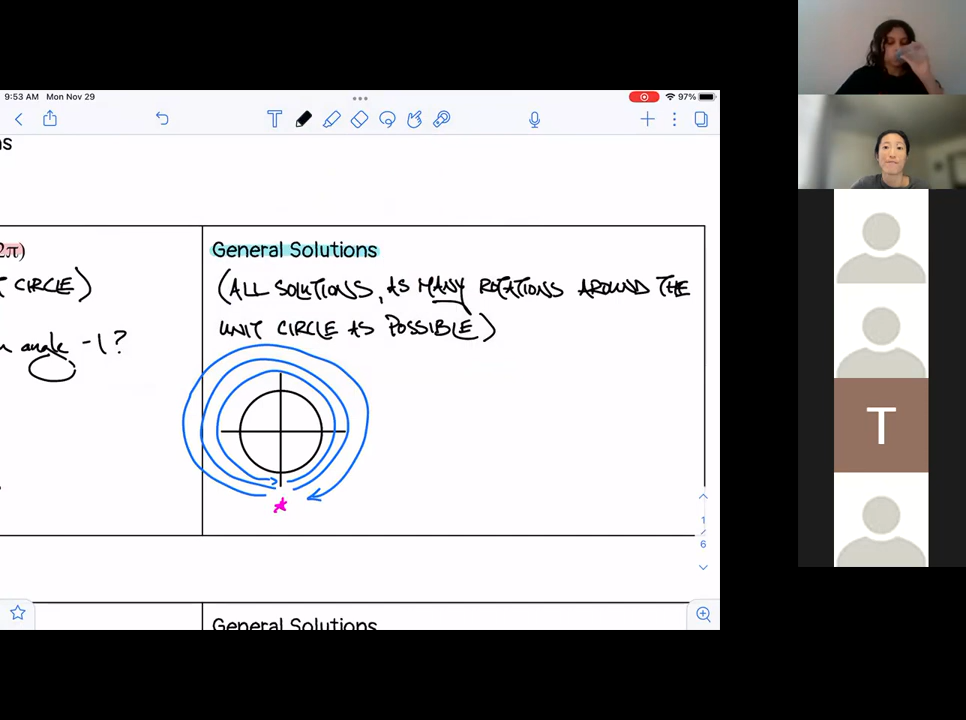 9:53 AM Mon Nov 29
97%
ns
2π)
General Solutions
T CIRCLE)
(ALL SOLUTIONS, AS MANY ROTATIONS AROUND THE
UNIT CIRCLE AS POSSIBLE)
angle -1?
T
1
6
General Solutions